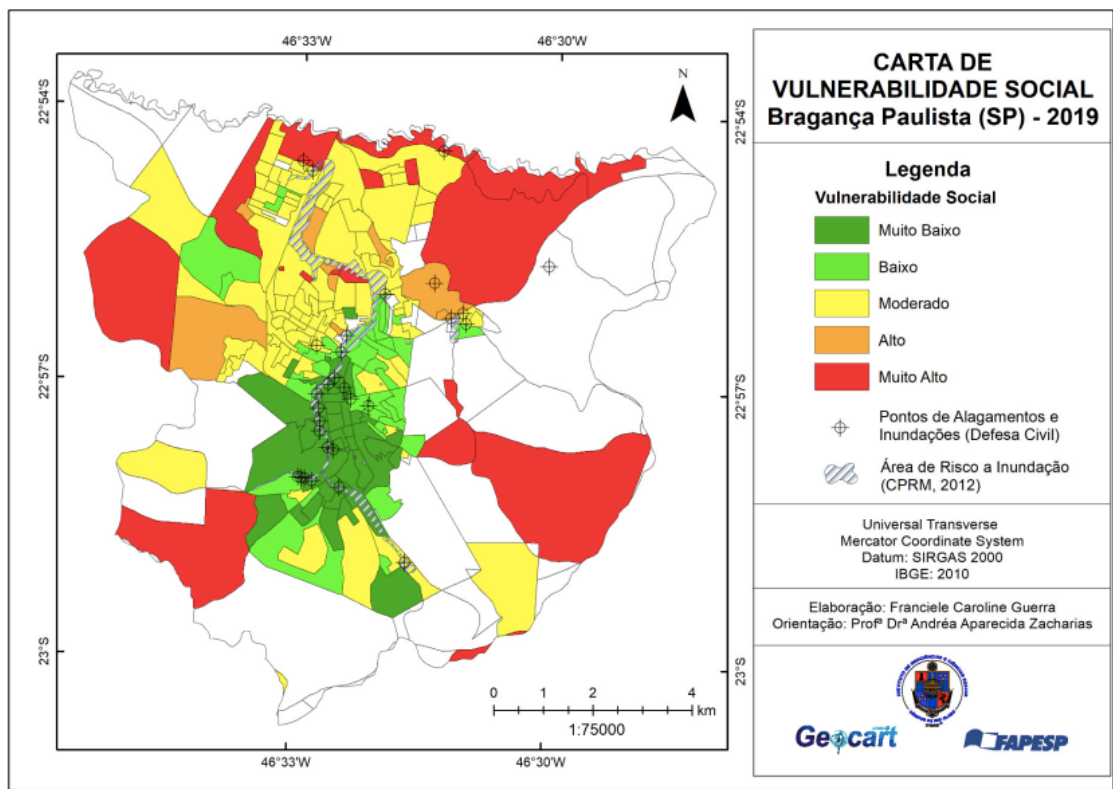 46°33'W
46°30'W
22°54'S
22°54'S
N
22°57'S
22°57'S
23°S
23°S
0 1 2 4
km
1:75000
46°33'W
46°30'W
CARTA DE
VULNERABILIDADE SOCIAL
Bragança Paulista (SP) - 2019
Legenda
Vulnerabilidade Social
Muito Baixo
Baixo
Moderado
Alto
Muito Alto
Pontos de Alagamentos e
Inundações (Defesa Civil)
Área de Risco a Inundação
(CPRM, 2012)
Universal Transverse
Mercator Coordinate System
Datum: SIRGAS 2000
IBGE: 2010
Elaboração: Franciele Caroline Guerra
Orientação: Profª Drª Andréa Aparecida Zacharias
Geocart
FAPESP